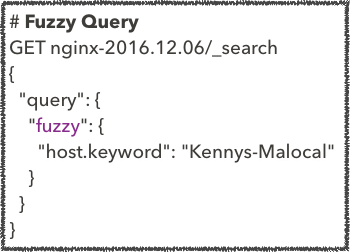 # Fuzzy Query
GET nginx-2016.12.06/_search
{
  "query": {
    "fuzzy": {
      "host.keyword": "Kennys-Malocal"
    }
  }
}